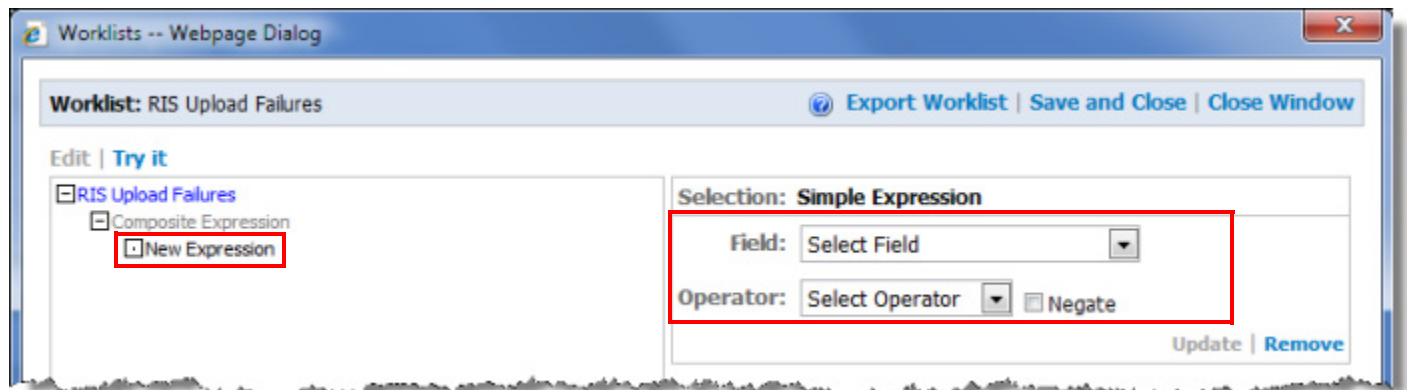 Worklists -- Webpage Dialog
x
Worklist: RIS Upload Failures
? Export Worklist | Save and Close | Close Window
Edit | Try it
RIS Upload Failures
Composite Expression
New Expression
Selection: Simple Expression
Field: Select Field
Operator: Select Operator Negate
Update | Remove